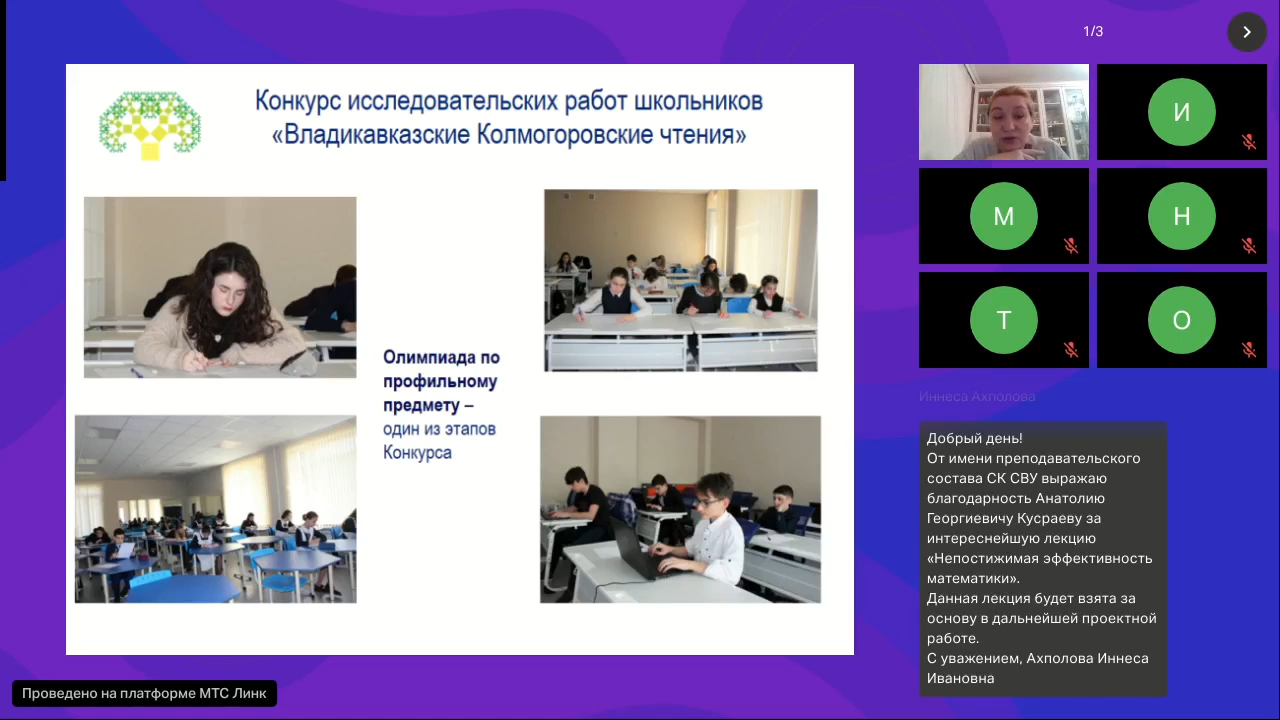 1/3
Конкурс исследовательских работ школьников
«Владикавказские Колмогоровские чтения»
Олимпиада по
профильному
предмету –
один из этапов
Конкурса
И
М
Н
Т
О
Иннеса Ахполова
Добрый день!
От имени преподавательского
состава СК СВУ выражаю
благодарность Анатолию
Георгиевичу Кусраеву за
интереснейшую лекцию
«Непостижимая эффективность
математики».
Данная лекция будет взята за
основу в дальнейшей проектной
работе.
С уважением, Ахполова Иннеса
Ивановна
Проведено на платформе МТС Линк